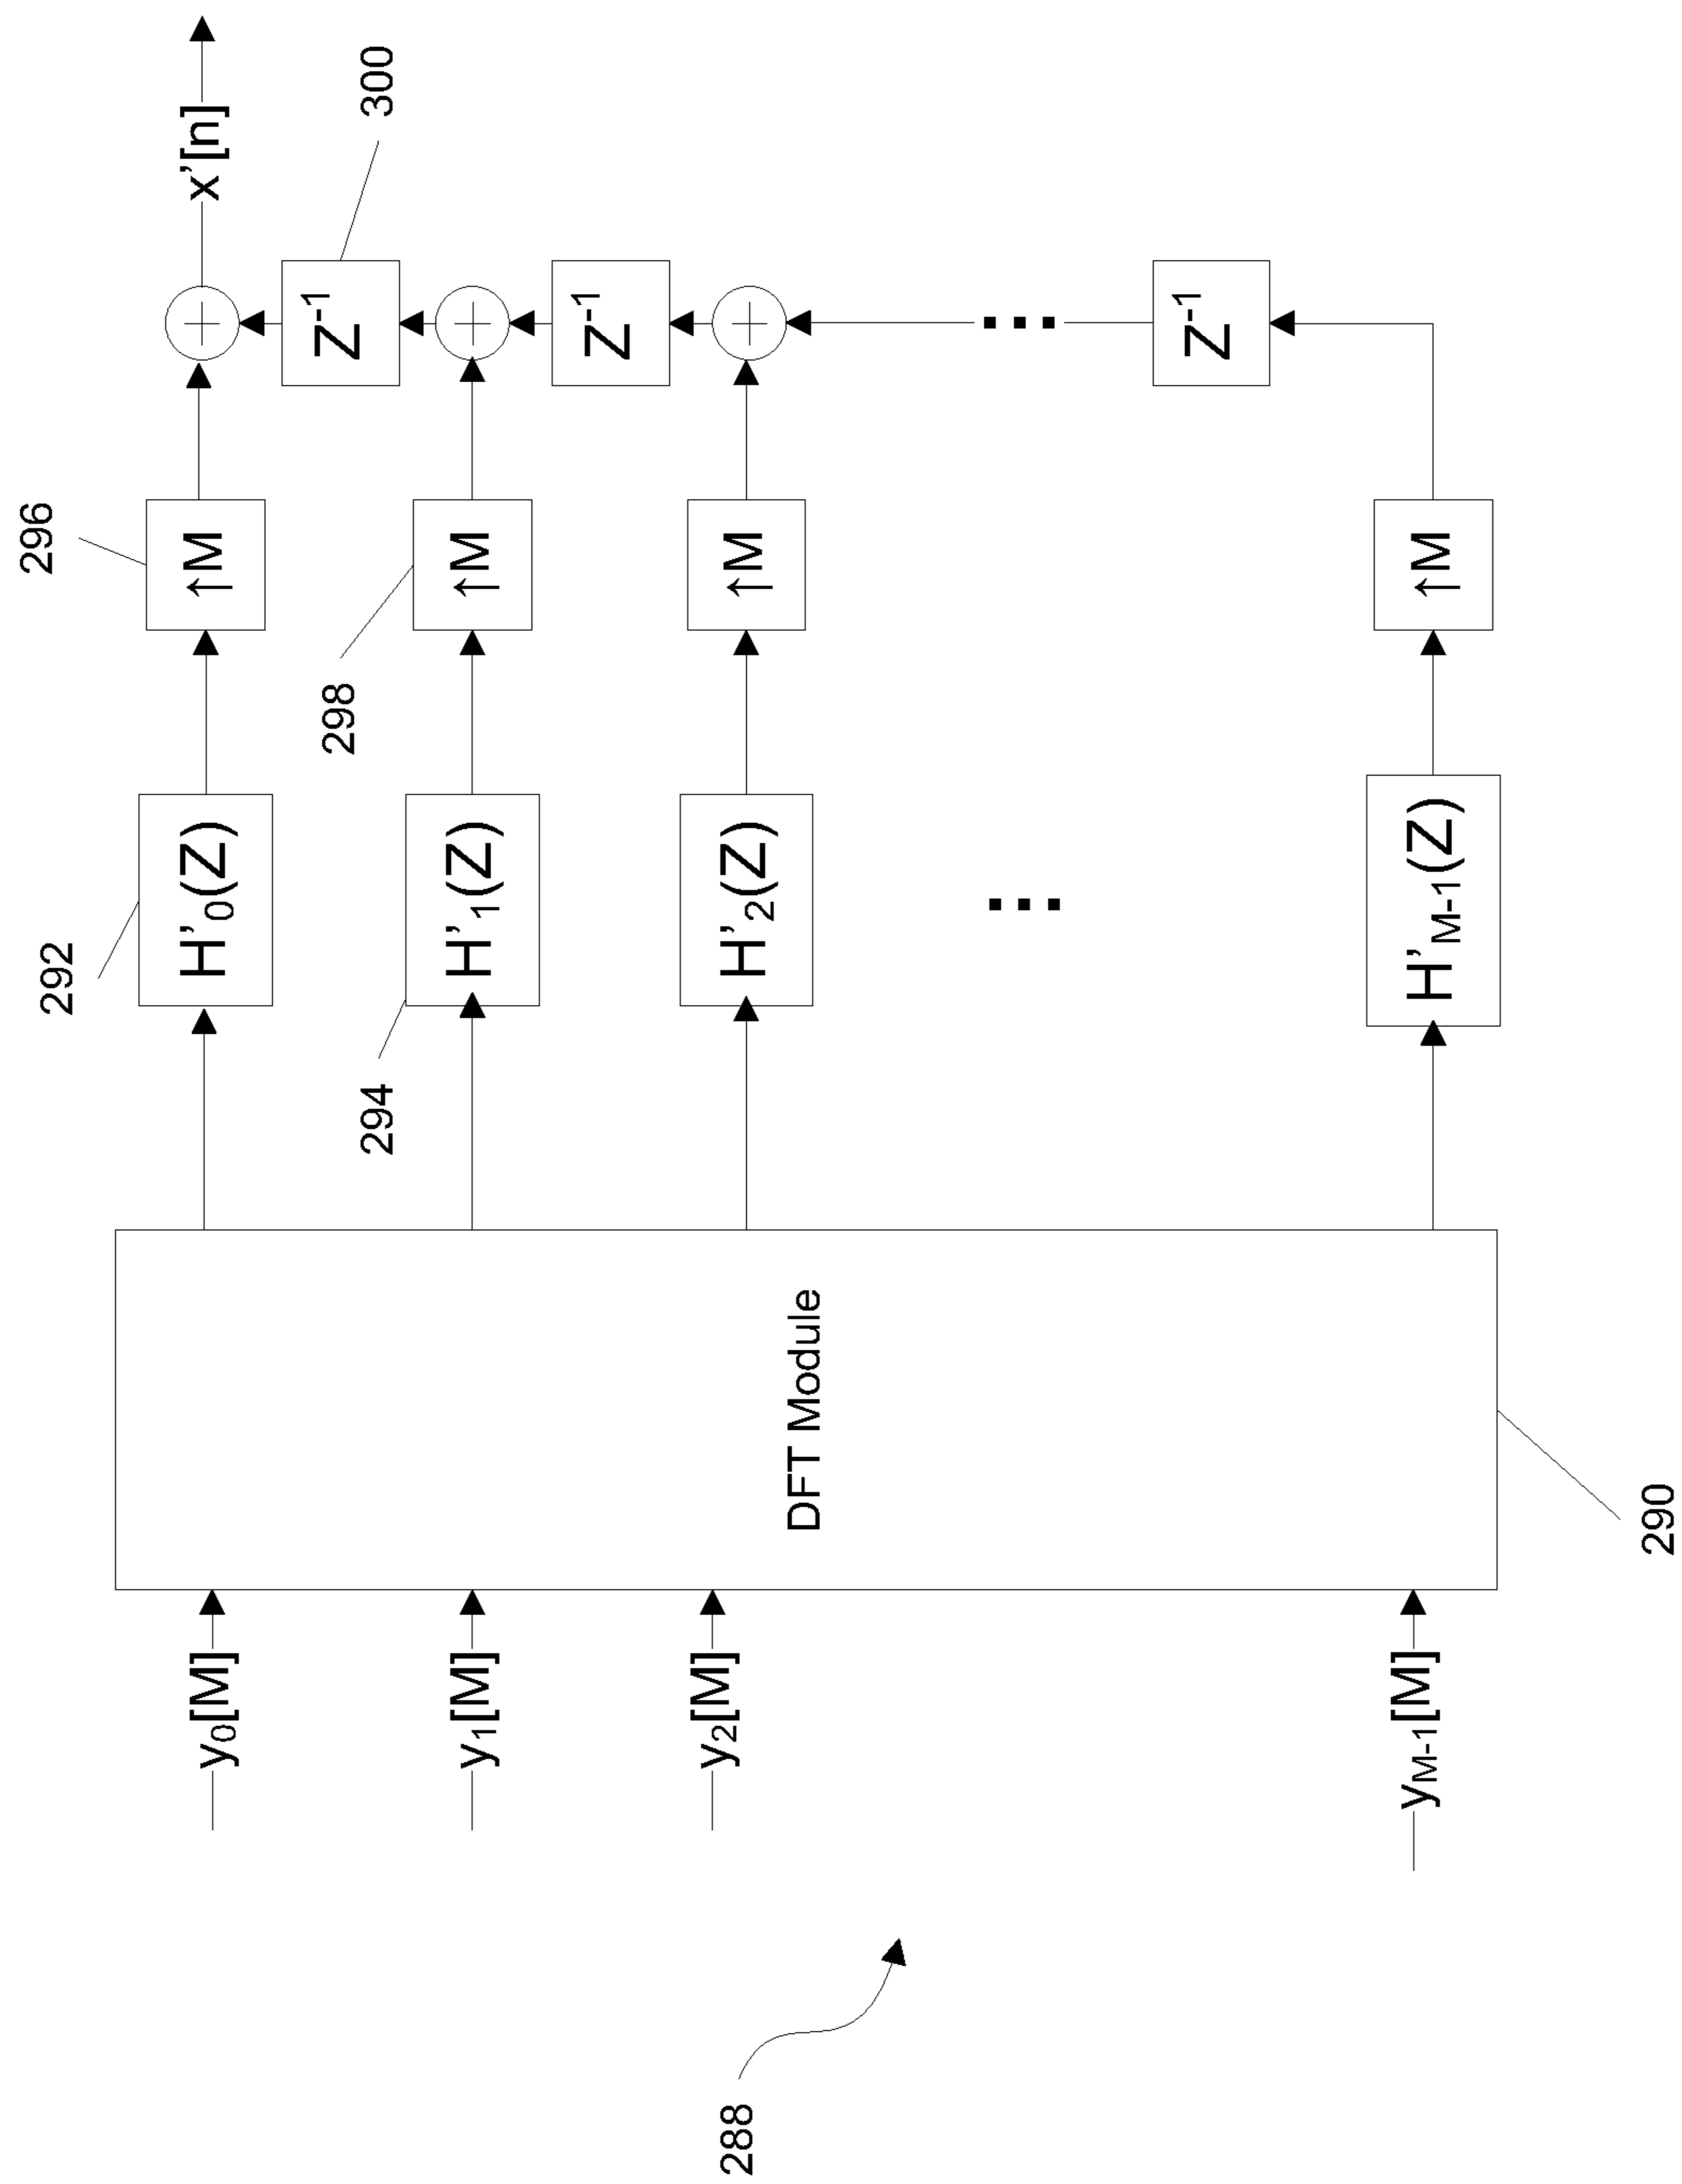 x'[n]
300
Z-1
Z-1
Z-1
296
↑M
298
↑M
↑M
↑M
292
H'0(Z)
294
H'1(Z)
H'2(Z)
H'M-1(Z)
DFT Module
290
y0[M]
y1[M]
y2[M]
yM-1[M]
288